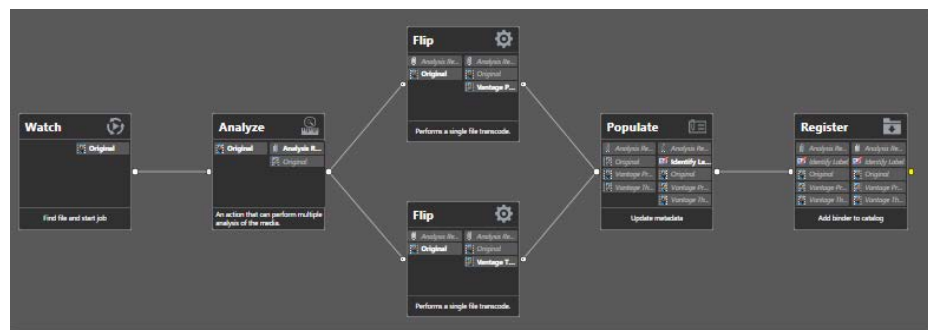 Watch
Original
Find file and start job
Analyze
Original
Analysis R...
Original
An action that can perform multiple
analysis of the media.
Flip
Analysis Re...
Analysis Re...
Original
Original
Vantage P...
Performs a single file transcode.
Flip
Analysis Re...
Analysis Re...
Original
Original
Vantage T...
Performs a single file transcode.
Populate
Analysis Re...
Analysis Re...
Original
Identify La...
Vantage Pr...
Original
Vantage Th...
Vantage Pr...
Vantage Th...
Update metadata
Register
Analysis Re...
Analysis Re...
Identify Label
Identify Label
Original
Original
Vantage Pr...
Vantage Pr...
Vantage Th...
Vantage Th...
Add binder to catalog